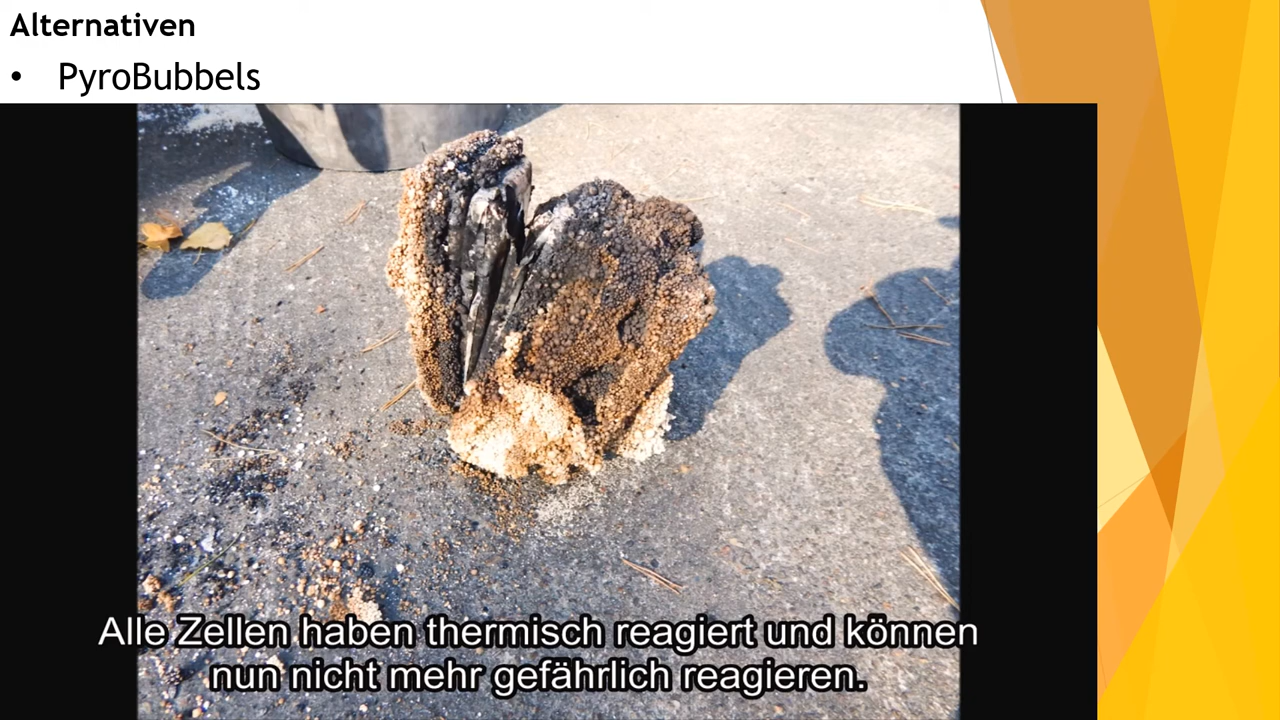 Alternativen
• PyroBubbels
Alle Zellen haben thermisch reagiert und können
nun nicht mehr gefährlich reagieren.